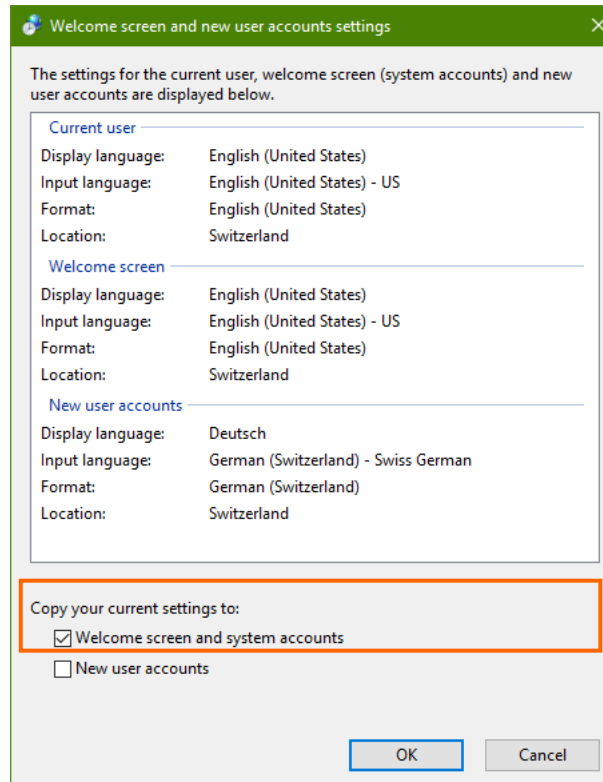 Welcome screen and new user accounts settings
The settings for the current user, welcome screen (system accounts) and new
user accounts are displayed below.
Current user
Display language: English (United States)
Input language: English (United States) - US
Format: English (United States)
Location: Switzerland
Welcome screen
Display language: English (United States)
Input language: English (United States) - US
Format: English (United States)
Location: Switzerland
New user accounts
Display language: Deutsch
Input language: German (Switzerland) - Swiss German
Format: German (Switzerland)
Location: Switzerland
Copy your current settings to:
Welcome screen and system accounts
New user accounts
OK Cancel